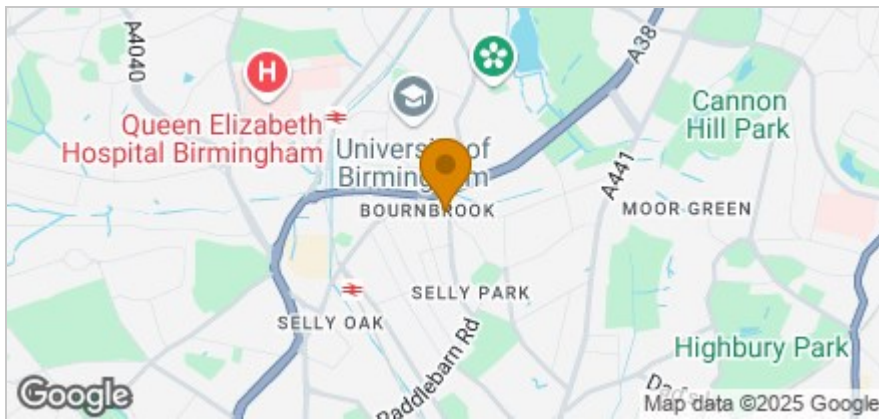 A4040
A38
H
Queen Elizabeth
Hospital Birmingham
University of
Birmingham
Cannon
Hill Park
A441
BOURNBROOK
MOOR GREEN
SELLY PARK
SELLY OAK
Raddlebarn Rd
Highbury Park
Google
Map data ©2025 Google